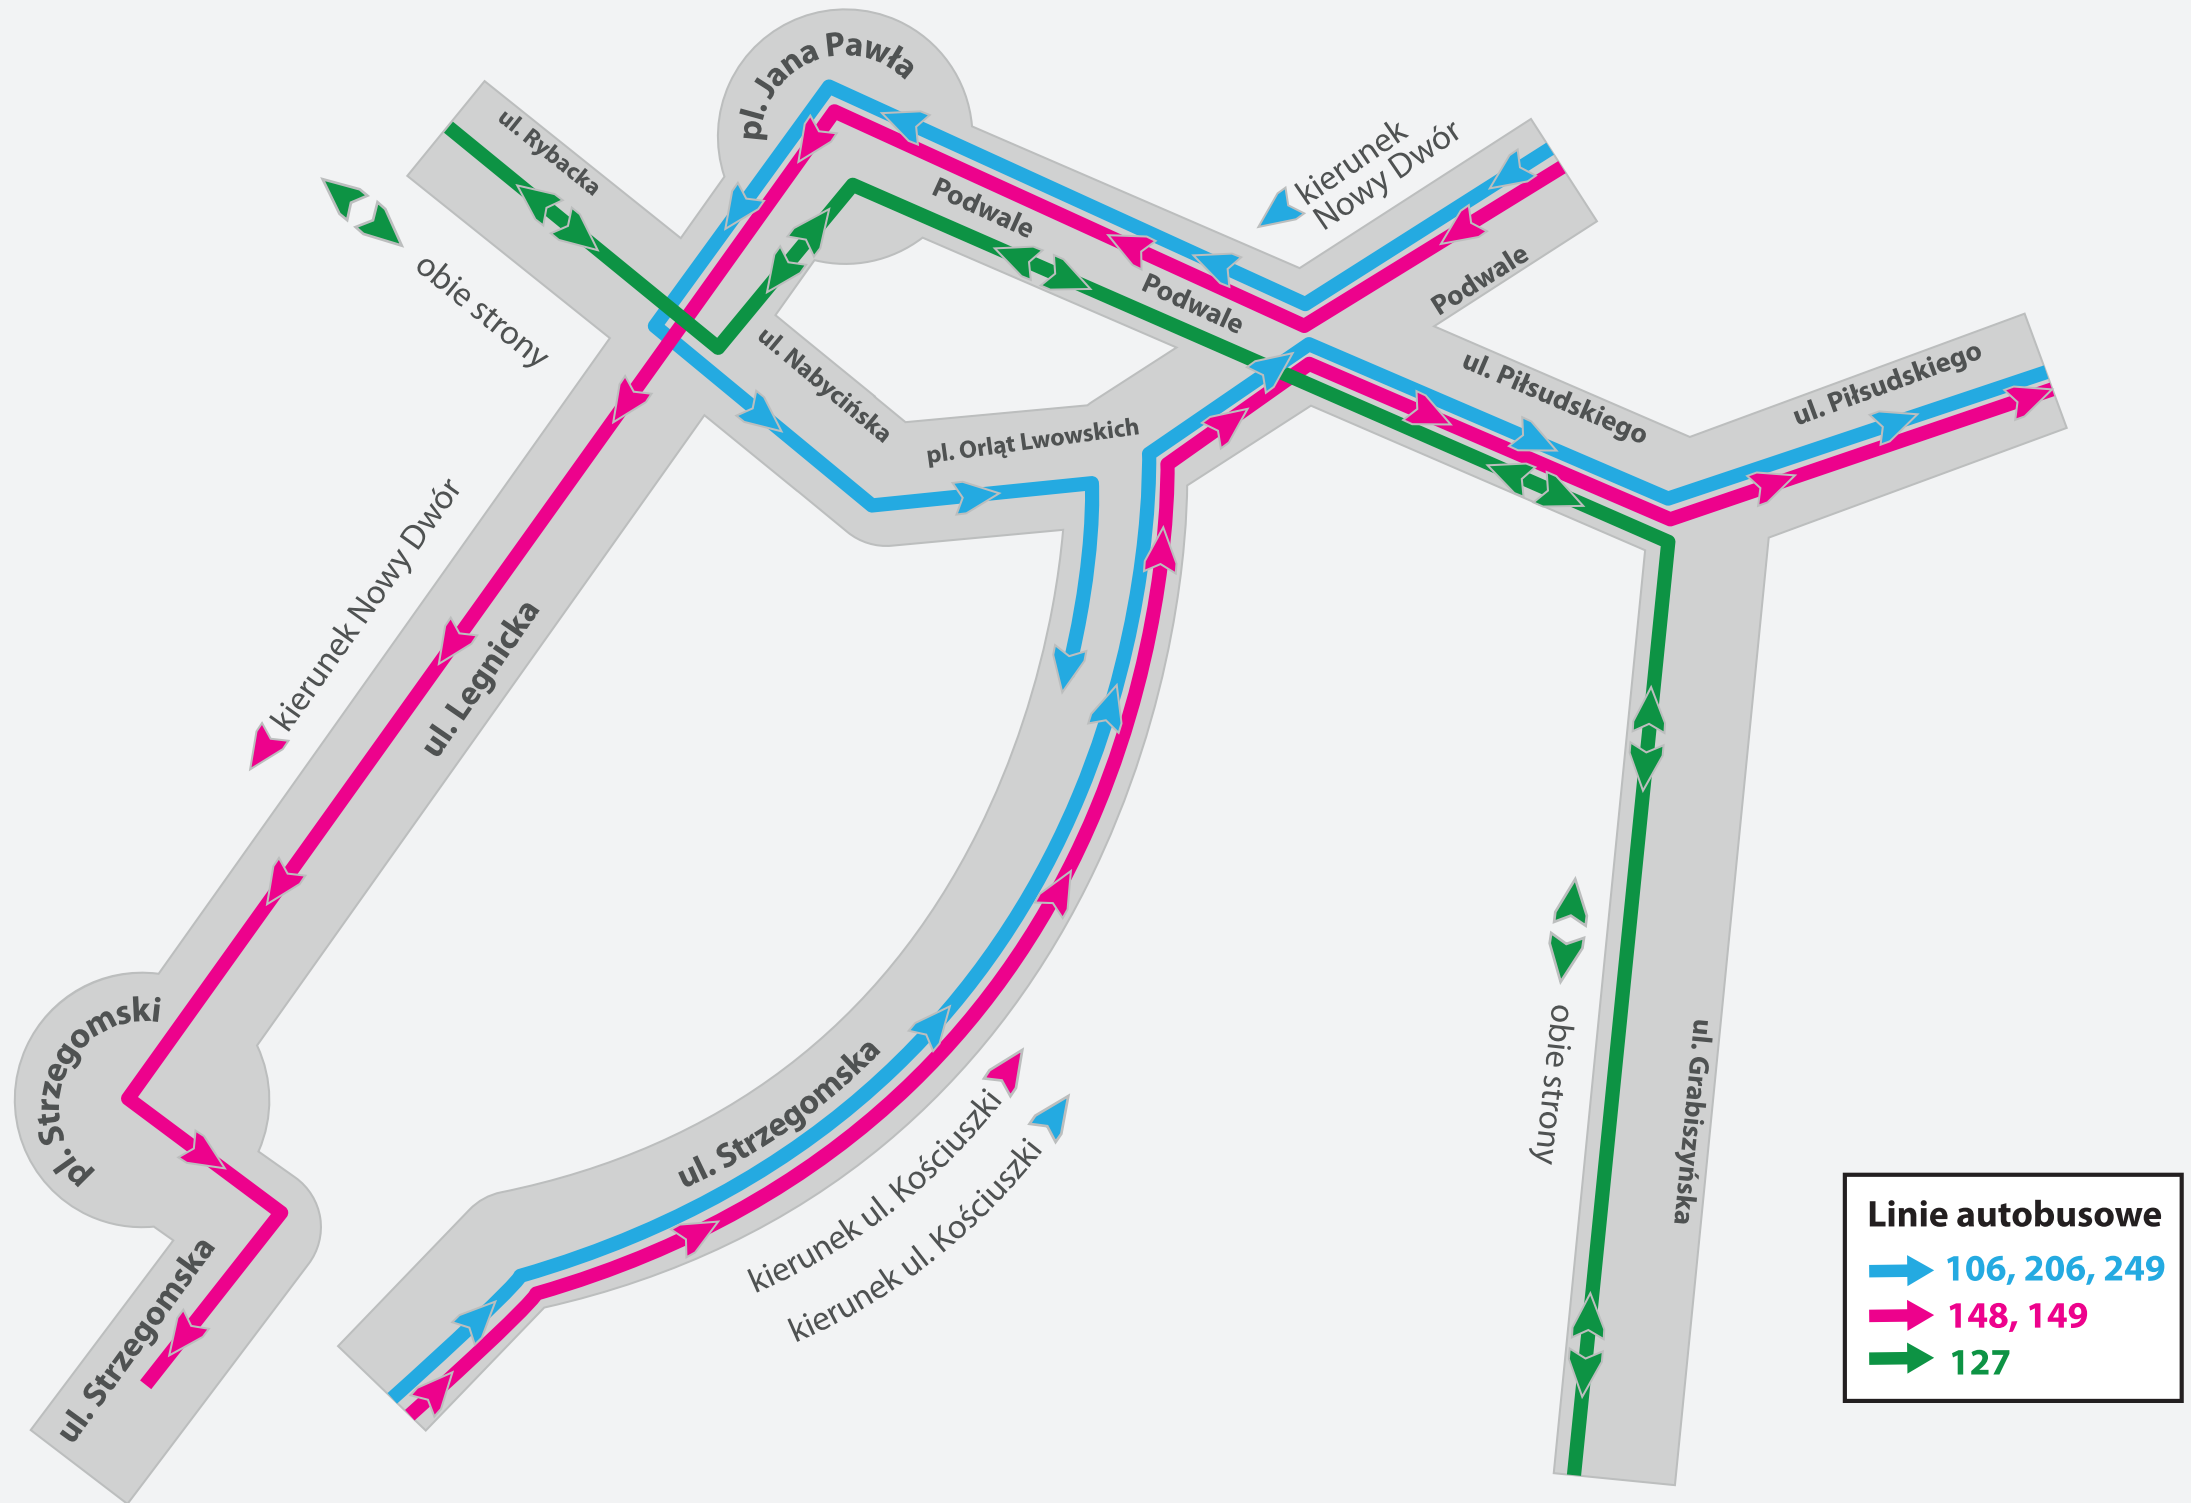 pl. Jana Pawła
ul. Rybacka
obie strony
Podwale
kierunek
Nowy Dwór
Podwale
Podwale
ul. Piłsudskiego
ul. Piłsudskiego
ul. Nabycińska
pl. Orląt Lwowskich
kierunek Nowy Dwór
ul. Legnicka
pl. Strzegomski
ul. Strzegomska
ul. Strzegomska
kierunek ul. Kościuszki
kierunek ul. Kościuszki
obie strony
ul. Grabiszyńska
Linie autobusowe
106, 206, 249
148, 149
127